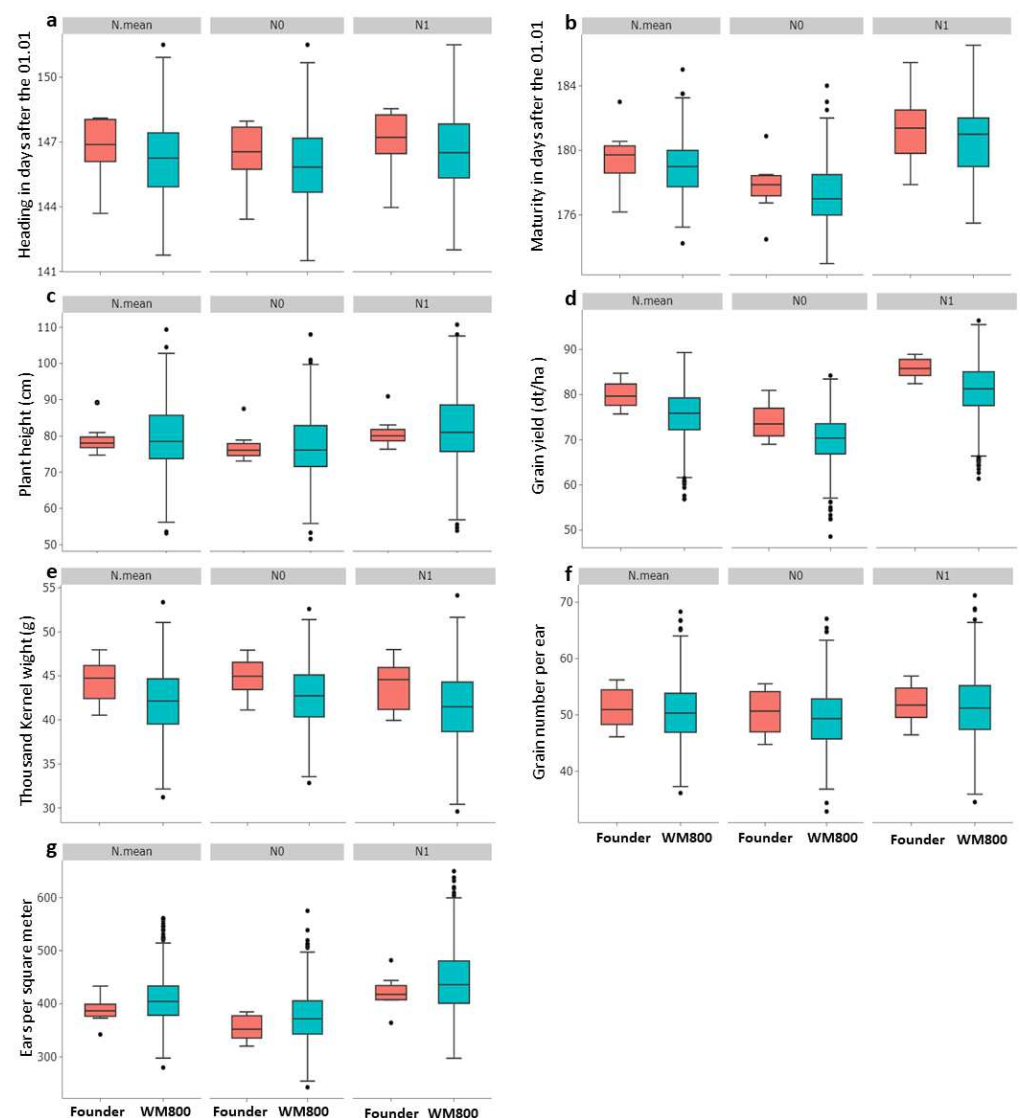 a
N.mean N0 N1
Heading in days after the 01.01
150
147
144
141
b
N.mean N0 N1
Maturity in days after the 01.01
184
180
176
c
N.mean N0 N1
Plant height (cm)
110
100
90
80
70
60
50
d
N.mean N0 N1
Grain yield (dt/ha)
90
80
70
60
50
e
N.mean N0 N1
Thousand Kernel wight (g)
55
50
45
40
35
30
f
N.mean N0 N1
Grain number per ear
70
60
50
40
Founder WM800 Founder WM800 Founder WM800
g
N.mean N0 N1
Ears per square meter
600
500
400
300
Founder WM800 Founder WM800 Founder WM800